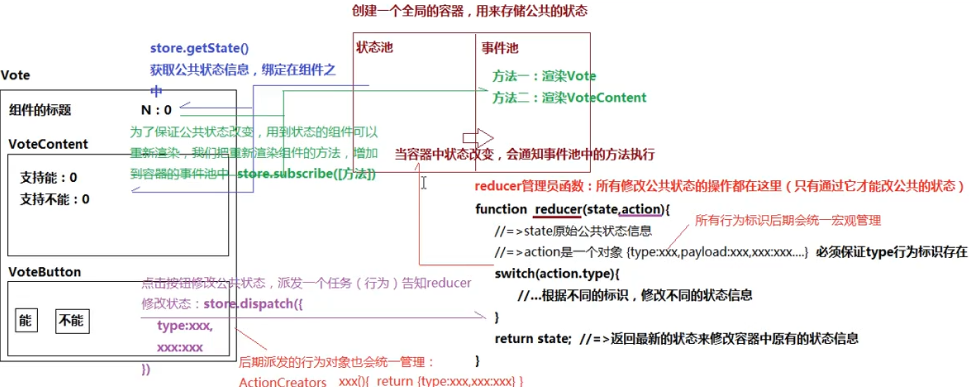 创建一个全局的容器，用来存储公共的状态
状态池
事件池
方法一：渲染Vote
方法二：渲染VoteContent
当容器中状态改变，会通知事件池中的方法执行
store.getState()
获取公共状态信息，绑定在组件之
中
Vote
组件的标题
N：0
为了保证公共状态改变，用到状态的组件可以
重新渲染，我们把重新渲染组件的方法，增加
到容器的事件池中 store.subscribe([方法])
VoteContent
支持能：0
支持不能：0
VoteButton
能
不能
点击按钮修改公共状态，派发一个任务（行为）告知reducer
修改状态：store.dispatch({
type:xxx,
xxx:xxx
})
后期派发的行为对象也会统一管理：
ActionCreators xxx(){ return {type:xxx,xxx:xxx} }
reducer管理员函数：所有修改公共状态的操作都在这里（只有通过它才能改公共的状态）
function reducer(state,action){
所有行为标识后期会统一宏观管理
//=>state原始公共状态信息
//=>action是一个对象 {type:xxx,payload:xxx,xxx:xxx....} 必须保证type行为标识存在
switch(action.type){
//...根据不同的标识，修改不同的状态信息
}
return state; //=>返回最新的状态来修改容器中原有的状态信息
}